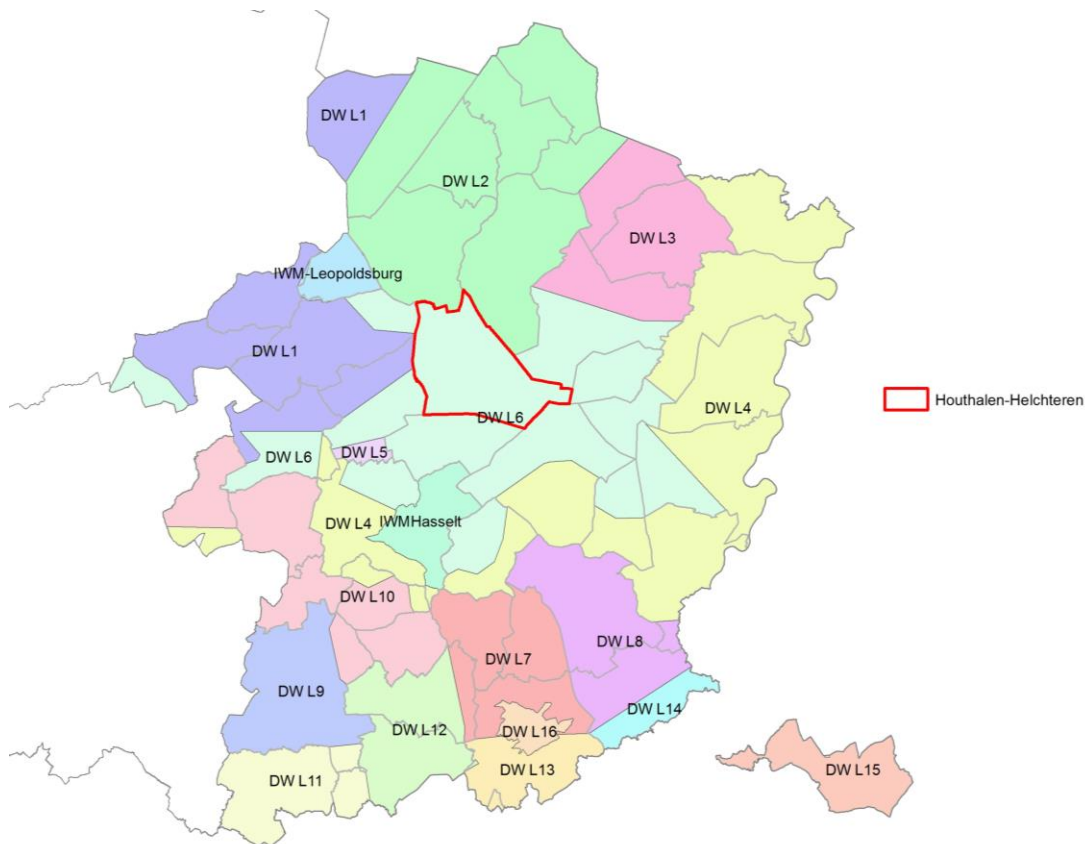 DW L1
DW L2
DW L3
IWM-Leopoldsburg
DW L1
Houthalen-Helchteren
DW L4
DW L6
DW L5
DW L6
DW L4
IWMHasselt
DW L10
DW L8
DW L7
DW L9
DW L14
DW L12
DW L16
DW L13
DW L15
DW L11